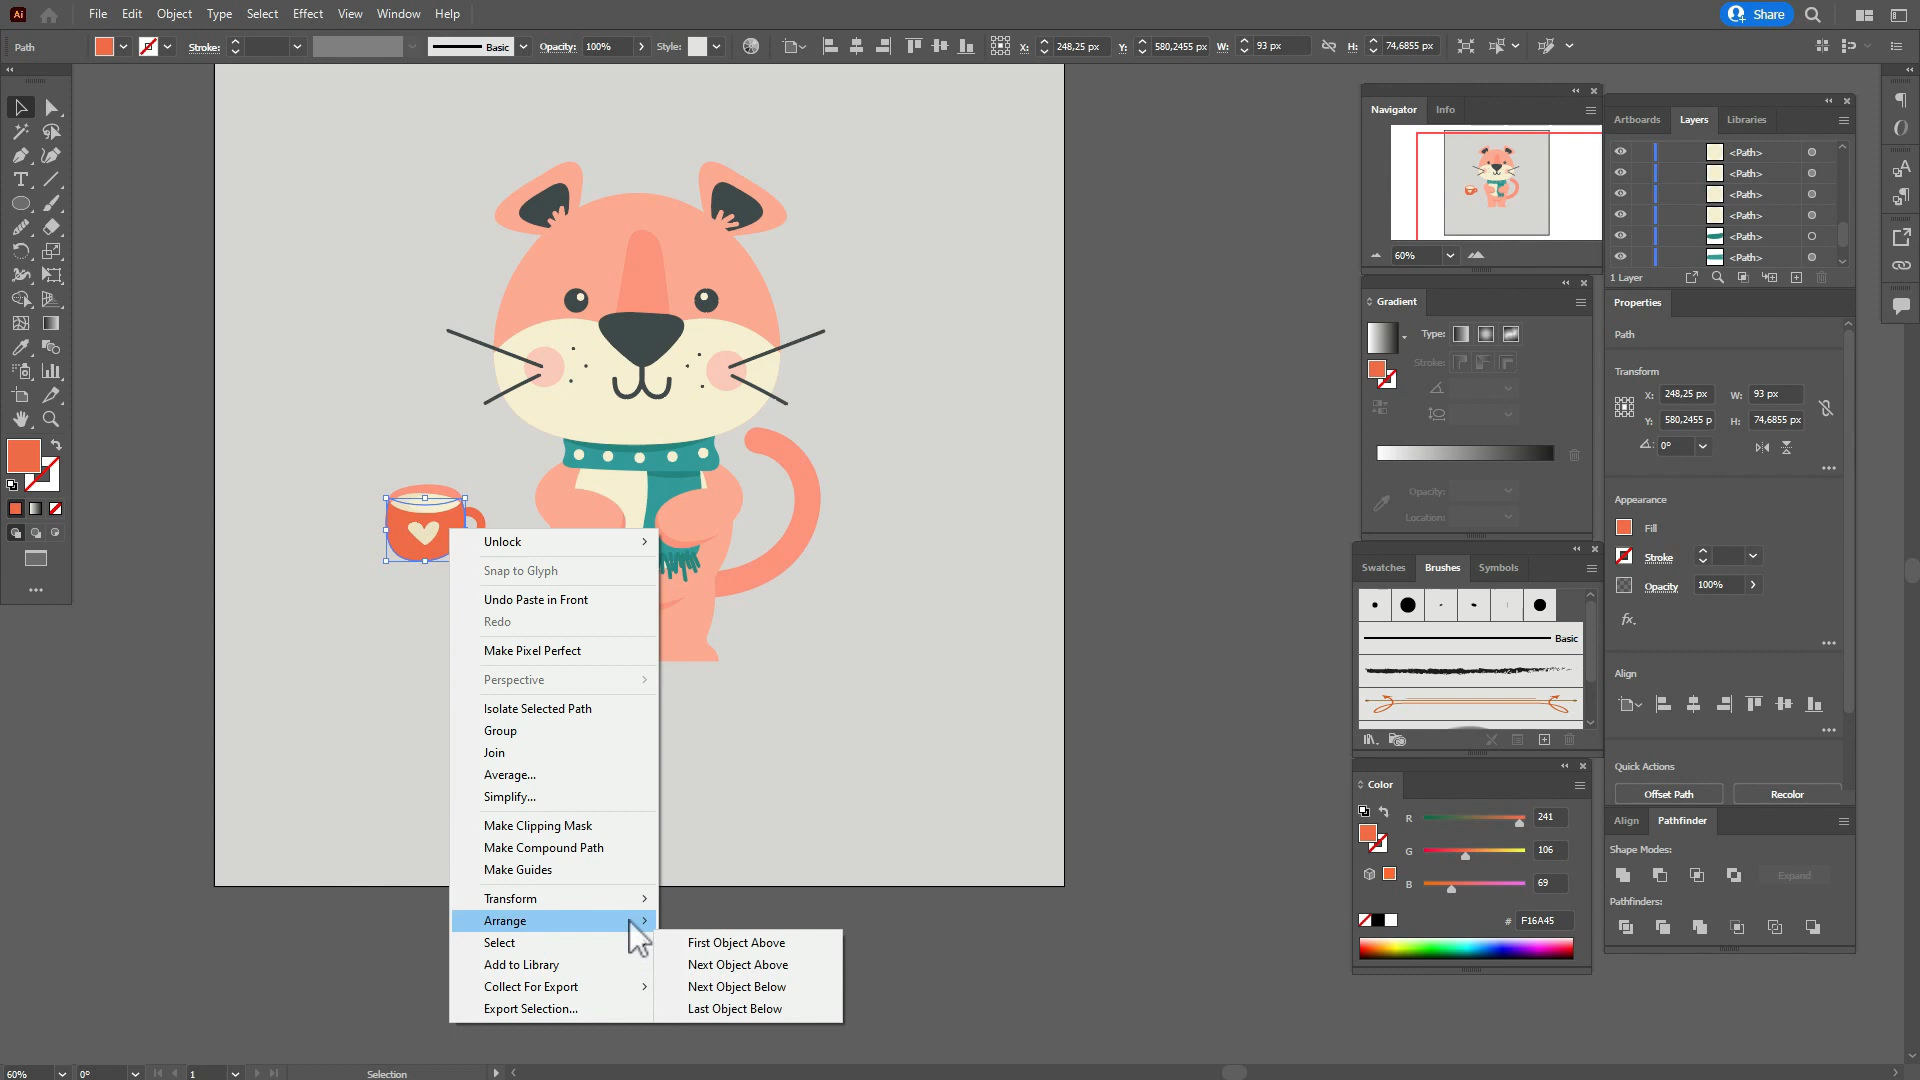 Ai File Edit Object Type Select Effect View Window Help Share
Path Stroke: Basic Opacity: 100% Style: X: 248,25 px Y: 580,2455 px W: 93 px H: 74,6855 px
Navigator Info
60%
Artboards Layers Libraries
<Path>
<Path>
<Path>
<Path>
<Path>
<Path>
1 Layer
Gradient
Type:
Stroke:
Opacity:
Location:
Properties
Path
Transform
X: 248,25 px W: 93 px
Y: 580,2455 p H: 74,6855 px
0°
Appearance
Fill
Stroke
Opacity 100%
fx.
Align
Quick Actions
Offset Path Recolor
Swatches Brushes Symbols
Basic
Color
R 241
G 106
B 69
# F16A45
Align Pathfinder
Shape Modes:
Expand
Pathfinders:
Unlock
Snap to Glyph
Undo Paste in Front
Redo
Make Pixel Perfect
Perspective
Isolate Selected Path
Group
Join
Average...
Simplify...
Make Clipping Mask
Make Compound Path
Make Guides
Transform
Arrange
Select
Add to Library
Collect For Export
Export Selection...
First Object Above
Next Object Above
Next Object Below
Last Object Below
60% 0° 1 Selection